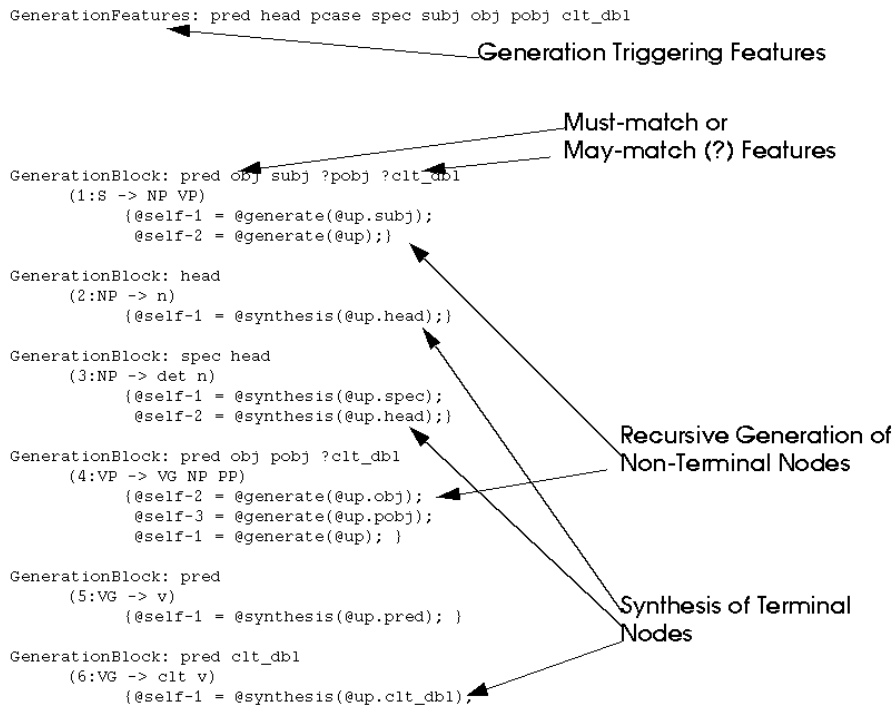 GenerationFeatures: pred head pcase spec subj obj pobj clt_dbl
Generation Triggering Features
Must-match or
May-match (?) Features
GenerationBlock: pred obj subj ?pobj ?clt_dbl
(1:S -> NP VP)
{@self-1 = @generate(@up.subj);
@self-2 = @generate(@up);}
GenerationBlock: head
(2:NP -> n)
{@self-1 = @synthesis(@up.head);}
GenerationBlock: spec head
(3:NP -> det n)
{@self-1 = @synthesis(@up.spec);
@self-2 = @synthesis(@up.head);}
Recursive Generation of
Non-Terminal Nodes
GenerationBlock: pred obj pobj ?clt_dbl
(4:VP -> VG NP PP)
{@self-2 = @generate(@up.obj);
@self-3 = @generate(@up.pobj);
@self-1 = @generate(@up); }
GenerationBlock: pred
(5:VG -> v)
{@self-1 = @synthesis(@up.pred); }
Synthesis of Terminal
Nodes
GenerationBlock: pred clt_dbl
(6:VG -> clt v)
{@self-1 = @synthesis(@up.clt_dbl);